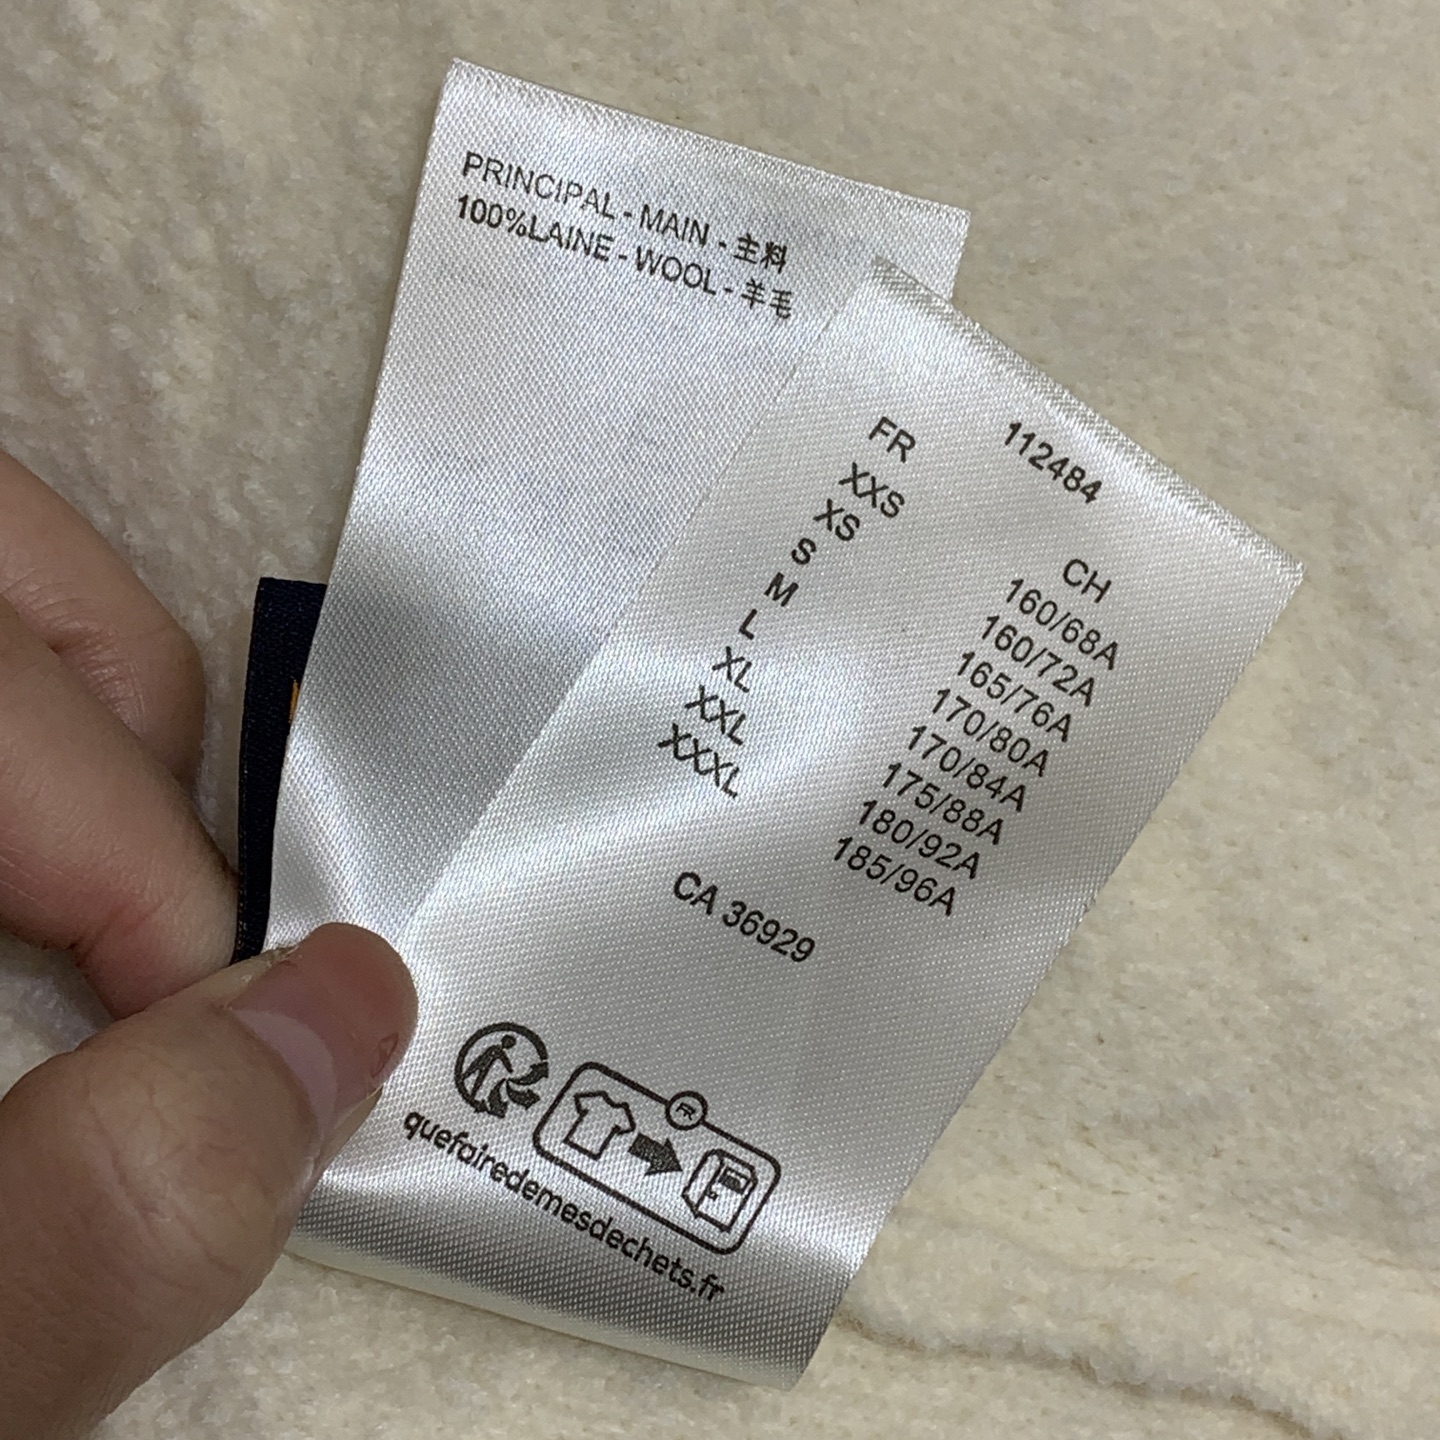 PRINCIPAL - MAIN - 主料
100%LAINE - WOOL - 羊毛
112484
FR CH
XXS 160/68A
XS 160/72A
S 165/76A
M 170/80A
L 170/84A
XL 175/88A
XXL 180/92A
XXXL 185/96A
CA 36929
FR
quefairedemesdechets.fr